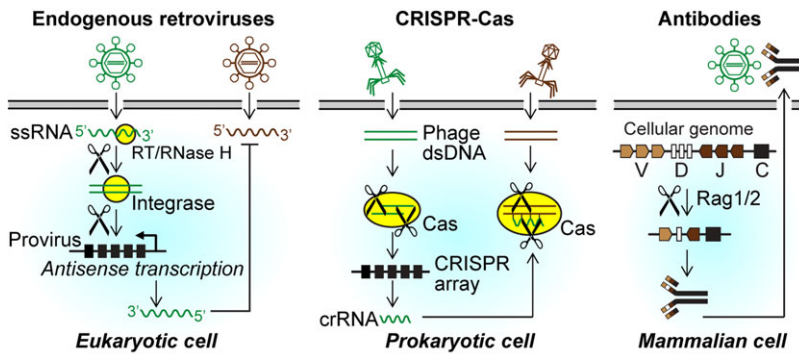 Endogenous retroviruses
ssRNA 5’ 3’ 5’ 3’
RT/RNase H
Integrase
Provirus
Antisense transcription
3’ 5’
Eukaryotic cell
CRISPR-Cas
Phage
dsDNA
Cas
Cas
CRISPR
array
crRNA
Prokaryotic cell
Antibodies
Cellular genome
V D J C
Rag1/2
Mammalian cell